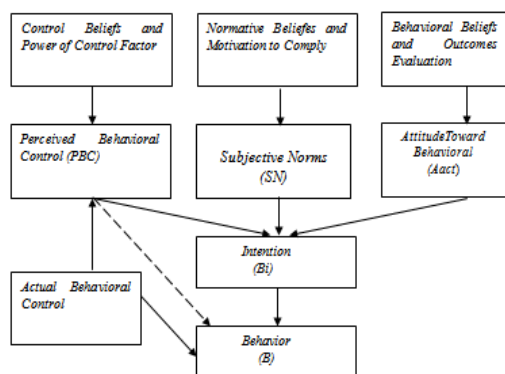 Control Beliefs and
Power of Control Factor
Normative Beliefes and
Motivation to Comply
Behavioral Beliefs
and Outcomes
Evaluation
Perceived Behavioral
Control (PBC)
Subjective Norms
(SN)
AttitudeToward
Behavioral
(Aact)
Intention
(Bi)
Actual Behavioral
Control
Behavior
(B)